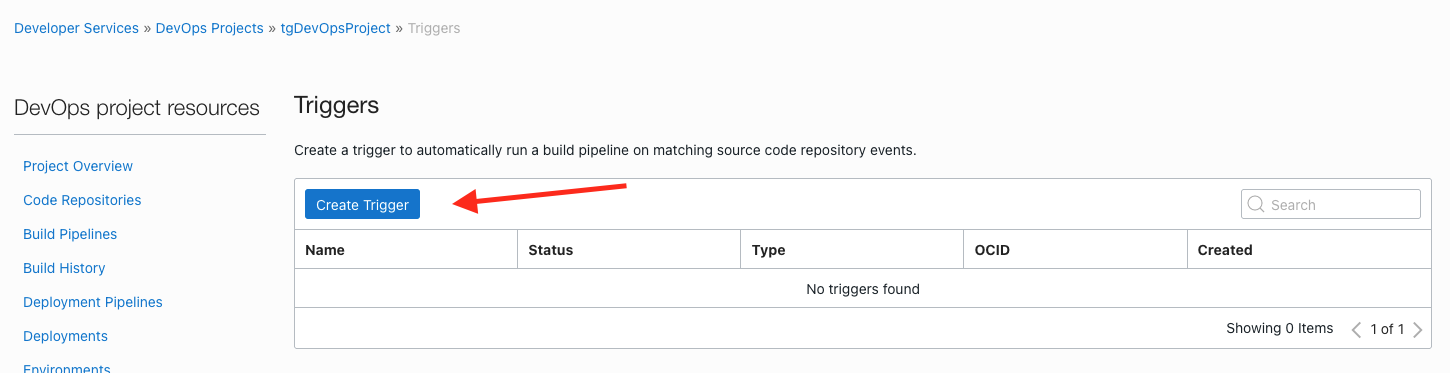 Developer Services » DevOps Projects » tgDevOpsProject » Triggers
DevOps project resources
Project Overview
Code Repositories
Build Pipelines
Build History
Deployment Pipelines
Deployments
Environments
Triggers
Create a trigger to automatically run a build pipeline on matching source code repository events.
Create Trigger
Search
Name Status Type OCID Created
No triggers found
Showing 0 Items 1 of 1